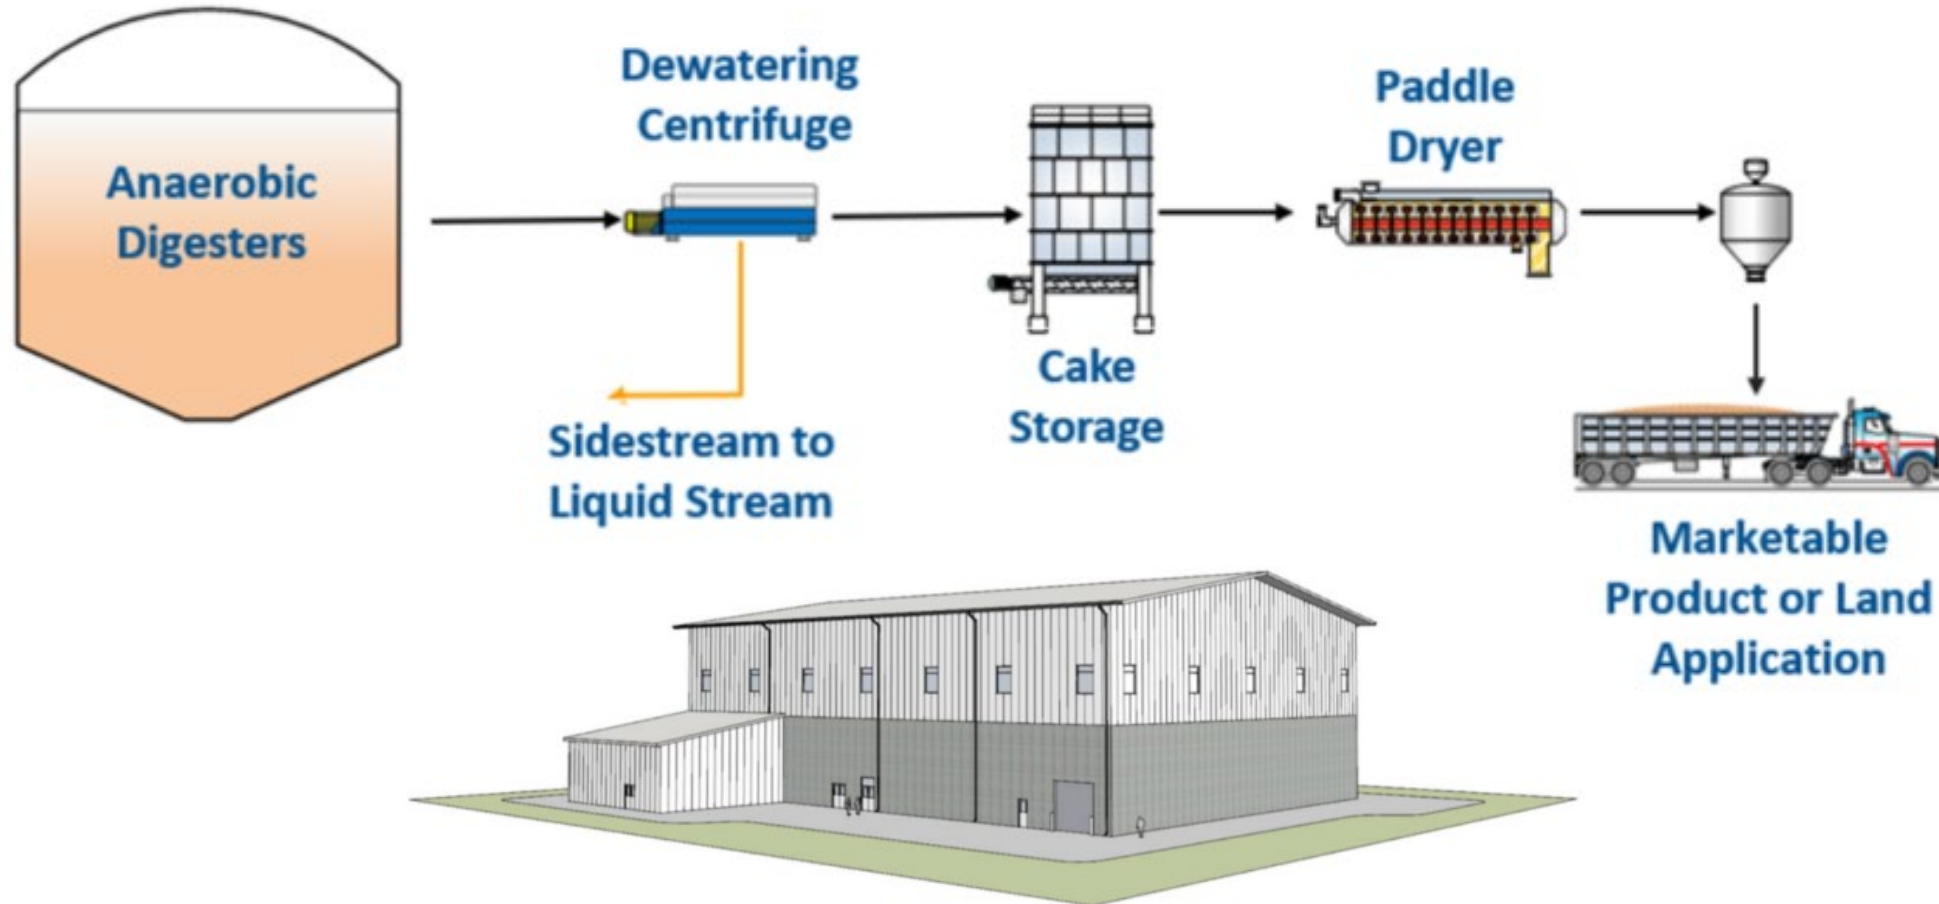 Anaerobic
Digesters
Dewatering
Centrifuge
Sidestream to
Liquid Stream
Cake
Storage
Paddle
Dryer
Marketable
Product or Land
Application